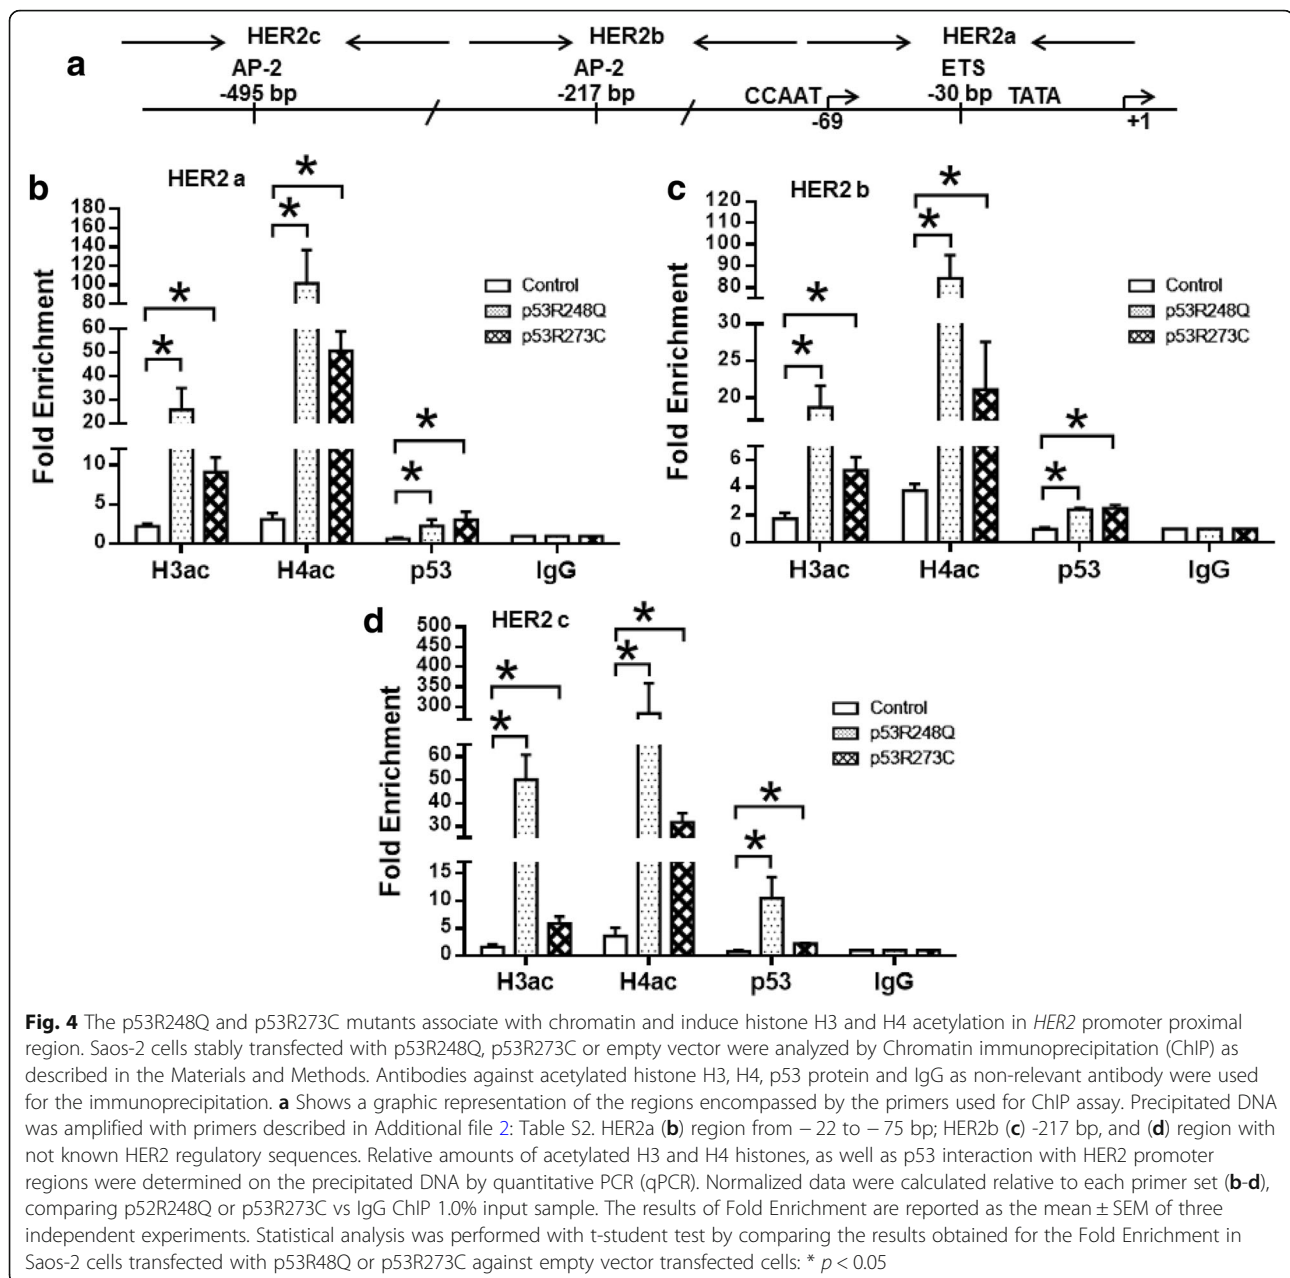 HER2c HER2b HER2a
a AP-2 AP-2 ETS
-495 bp -217 bp CCAAT -30 bp TATA
-69 +1
b HER2 a
Fold Enrichment
180
160
140
120
100
80
60
50
40
30
20
10
5
0
Control
p53R248Q
p53R273C
* * * * * *
H3ac H4ac p53 IgG
c HER2 b
Fold Enrichment
120
110
100
90
80
30
25
20
6
4
2
0
Control
p53R248Q
p53R273C
* * * * * *
H3ac H4ac p53 IgG
d HER2 c
Fold Enrichment
500
450
400
350
300
60
50
40
30
15
10
5
0
Control
p53R248Q
p53R273C
* * * * * *
H3ac H4ac p53 IgG
Fig. 4 The p53R248Q and p53R273C mutants associate with chromatin and induce histone H3 and H4 acetylation in HER2 promoter proximal
region. Saos-2 cells stably transfected with p53R248Q, p53R273C or empty vector were analyzed by Chromatin immunoprecipitation (ChIP) as
described in the Materials and Methods. Antibodies against acetylated histone H3, H4, p53 protein and IgG as non-relevant antibody were used
for the immunoprecipitation. a Shows a graphic representation of the regions encompassed by the primers used for ChIP assay. Precipitated DNA
was amplified with primers described in Additional file 2: Table S2. HER2a (b) region from − 22 to − 75 bp; HER2b (c) -217 bp, and (d) region with
not known HER2 regulatory sequences. Relative amounts of acetylated H3 and H4 histones, as well as p53 interaction with HER2 promoter
regions were determined on the precipitated DNA by quantitative PCR (qPCR). Normalized data were calculated relative to each primer set (b-d),
comparing p52R248Q or p53R273C vs IgG ChIP 1.0% input sample. The results of Fold Enrichment are reported as the mean ± SEM of three
independent experiments. Statistical analysis was performed with t-student test by comparing the results obtained for the Fold Enrichment in
Saos-2 cells transfected with p53R48Q or p53R273C against empty vector transfected cells: * p < 0.05